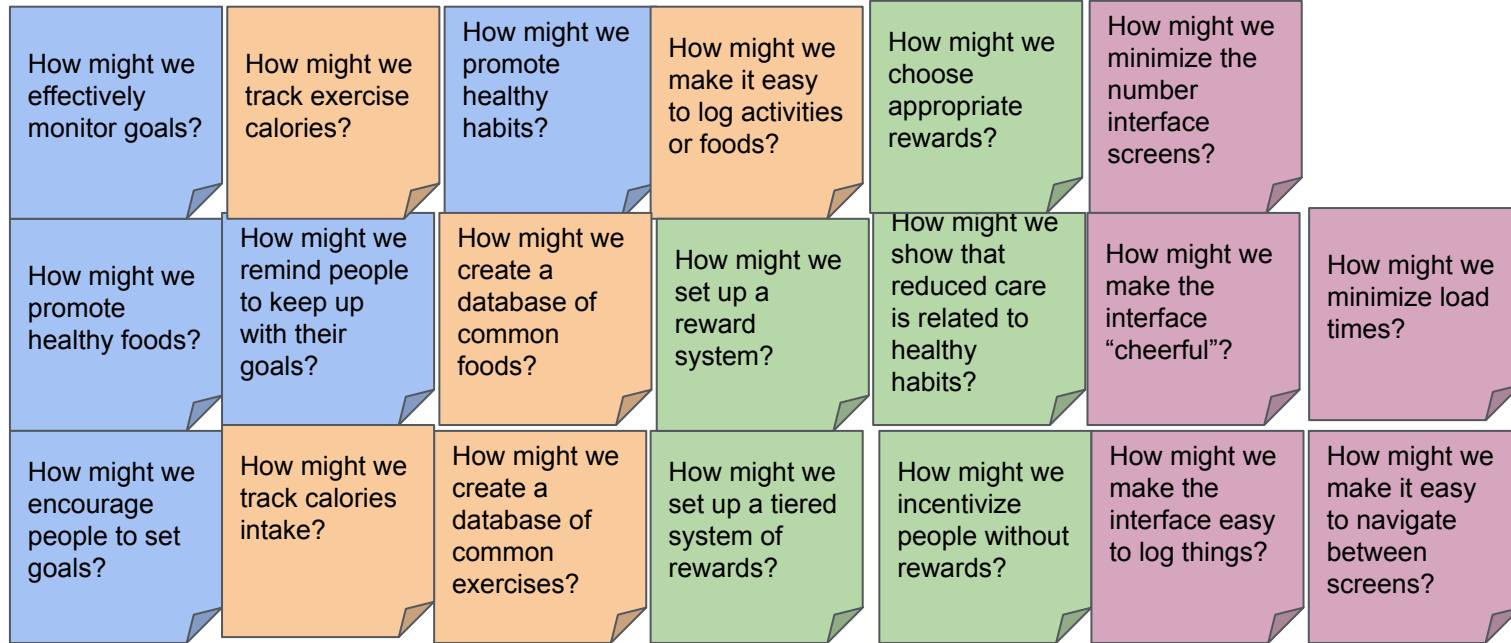 How might we
effectively
monitor goals?
How might we
track exercise
calories?
How might we
promote
healthy
habits?
How might we
make it easy
to log activities
or foods?
How might we
choose
appropriate
rewards?
How might we
minimize the
number
interface
screens?
How might we
promote
healthy foods?
How might we
remind people
to keep up
with their
goals?
How might we
create a
database of
common
foods?
How might we
set up a
reward
system?
How might we
show that
reduced care
is related to
healthy
habits?
How might we
make the
interface
“cheerful”?
How might we
minimize load
times?
How might we
encourage
people to set
goals?
How might we
track calories
intake?
How might we
create a
database of
common
exercises?
How might we
set up a tiered
system of
rewards?
How might we
incentivize
people without
rewards?
How might we
make the
interface easy
to log things?
How might we
make it easy
to navigate
between
screens?